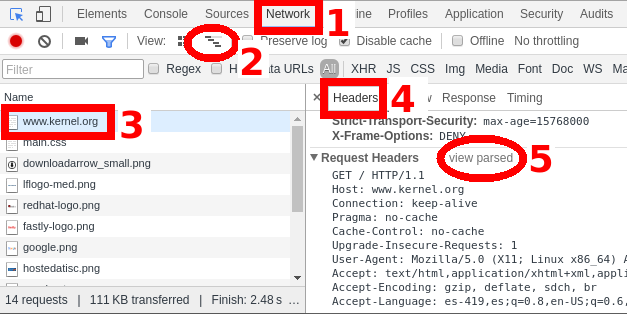 Elements Console Sources Network 1 Timeline Profiles Application Security Audits
View: 2 Preserve log Disable cache Offline No throttling
Filter Regex H Data URLs All XHR JS CSS Img Media Font Doc WS Ma
Name
www.kernel.org 3
main.css
downloadarrow_small.png
lflogo-med.png
redhat-logo.png
fastly-logo.png
google.png
hostedatisc.png
14 requests | 111 KB transferred | Finish: 2.48 s ...
× Headers 4 w Response Timing
Strict-Transport-Security: max-age=15768000
X-Frame-Options: DENY
Request Headers view parsed 5
GET / HTTP/1.1
Host: www.kernel.org
Connection: keep-alive
Pragma: no-cache
Cache-Control: no-cache
Upgrade-Insecure-Requests: 1
User-Agent: Mozilla/5.0 (X11; Linux x86_64) A
Accept: text/html,application/xhtml+xml,appli
Accept-Encoding: gzip, deflate, sdch, br
Accept-Language: es-419,es;q=0.8,en-US;q=0.6,